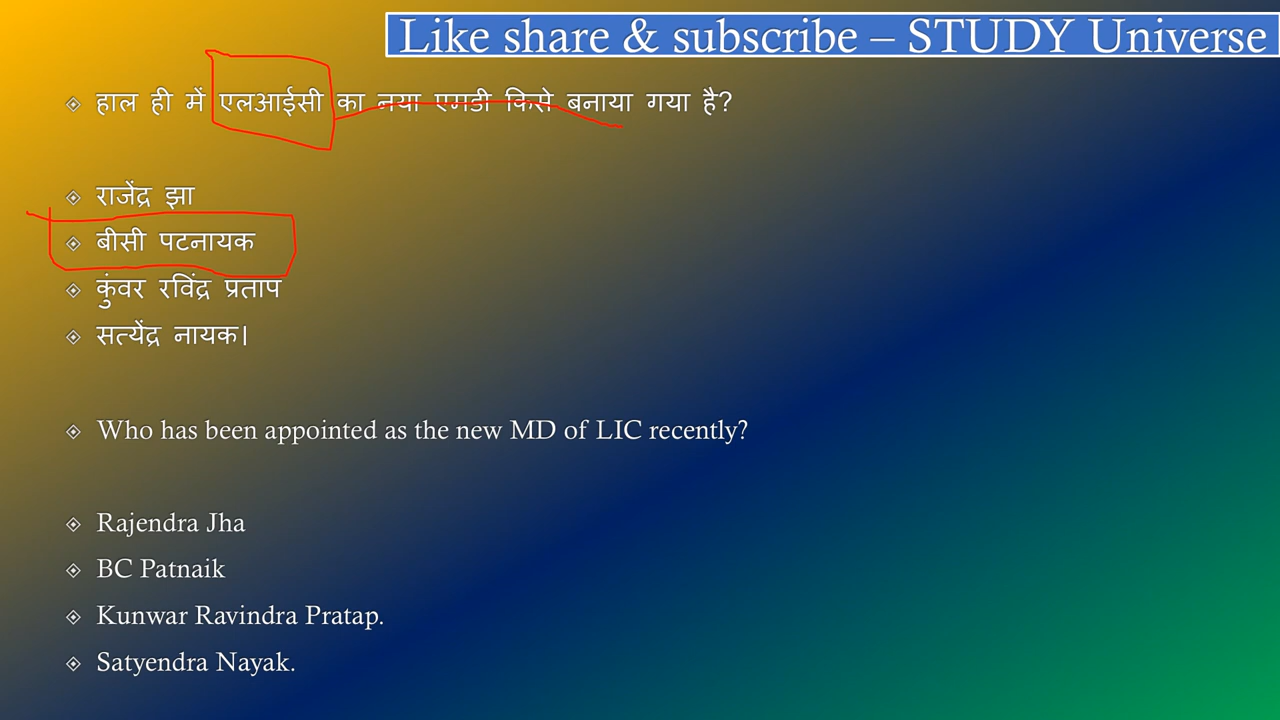 Like share & subscribe – STUDY Universe
हाल ही में एलआईसी का नया एमडी किसे बनाया गया है?
राजेंद्र झा
बीसी पटनायक
कुंवर रविंद्र प्रताप
सत्येंद्र नायक।
Who has been appointed as the new MD of LIC recently?
Rajendra Jha
BC Patnaik
Kunwar Ravindra Pratap.
Satyendra Nayak.